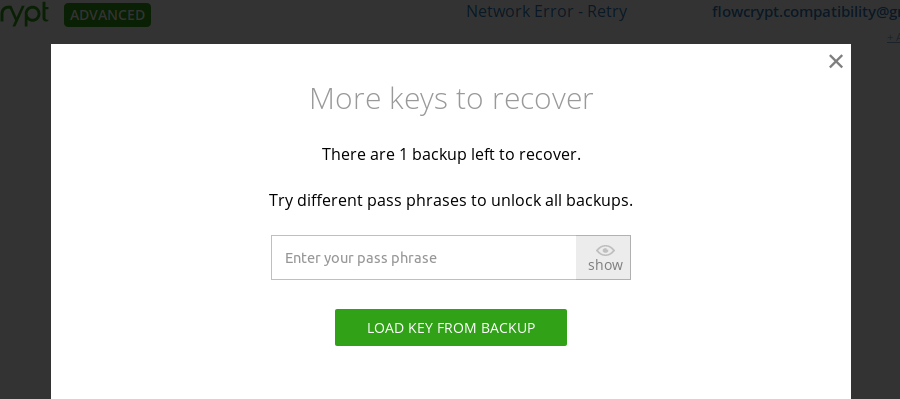 rypt ADVANCED Network Error - Retry flowcrypt.compatibility@g
More keys to recover
There are 1 backup left to recover.
Try different pass phrases to unlock all backups.
Enter your pass phrase show
LOAD KEY FROM BACKUP